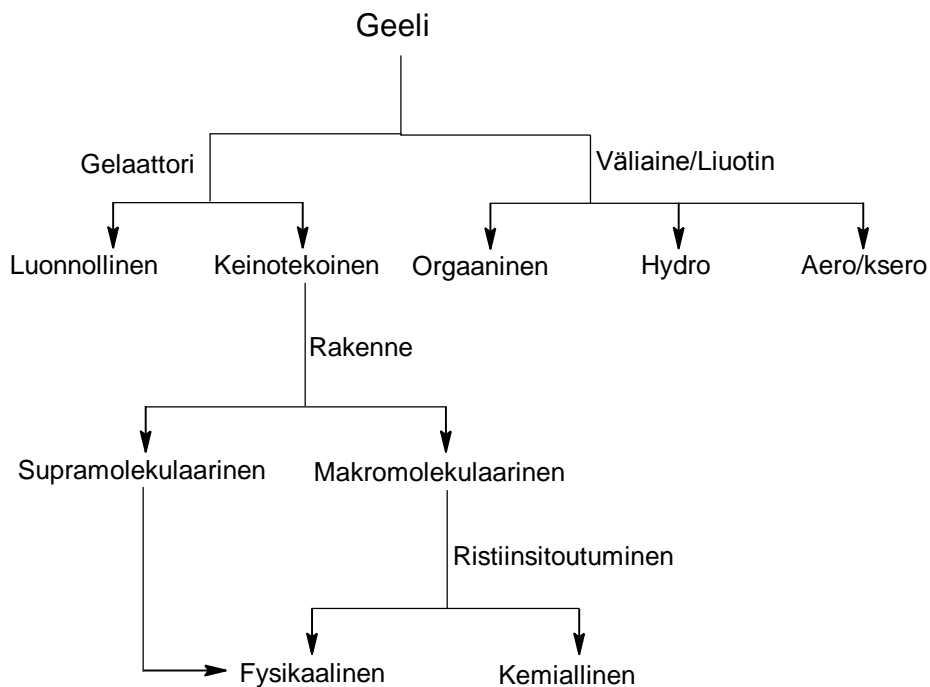 Geeli
Gelaattori
Väliaine/Liuotin
Luonnollinen
Keinotekoinen
Orgaaninen
Hydro
Aero/ksero
Rakenne
Supramolekulaarinen
Makromolekulaarinen
Ristiinsitoutuminen
Fysikaalinen
Kemiallinen